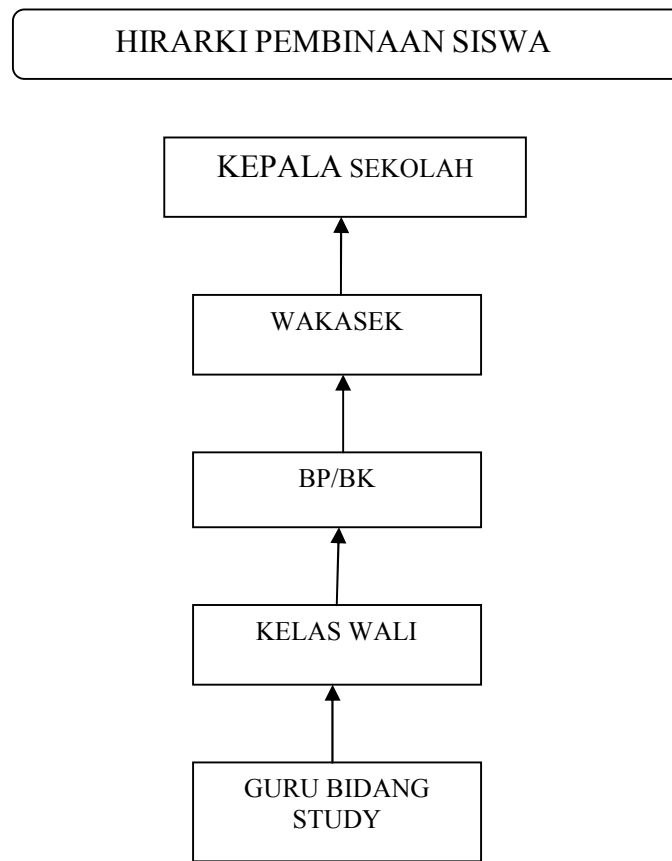 HIRARKI PEMBINAAN SISWA
KEPALA SEKOLAH
WAKASEK
BP/BK
KELAS WALI
GURU BIDANG
STUDY